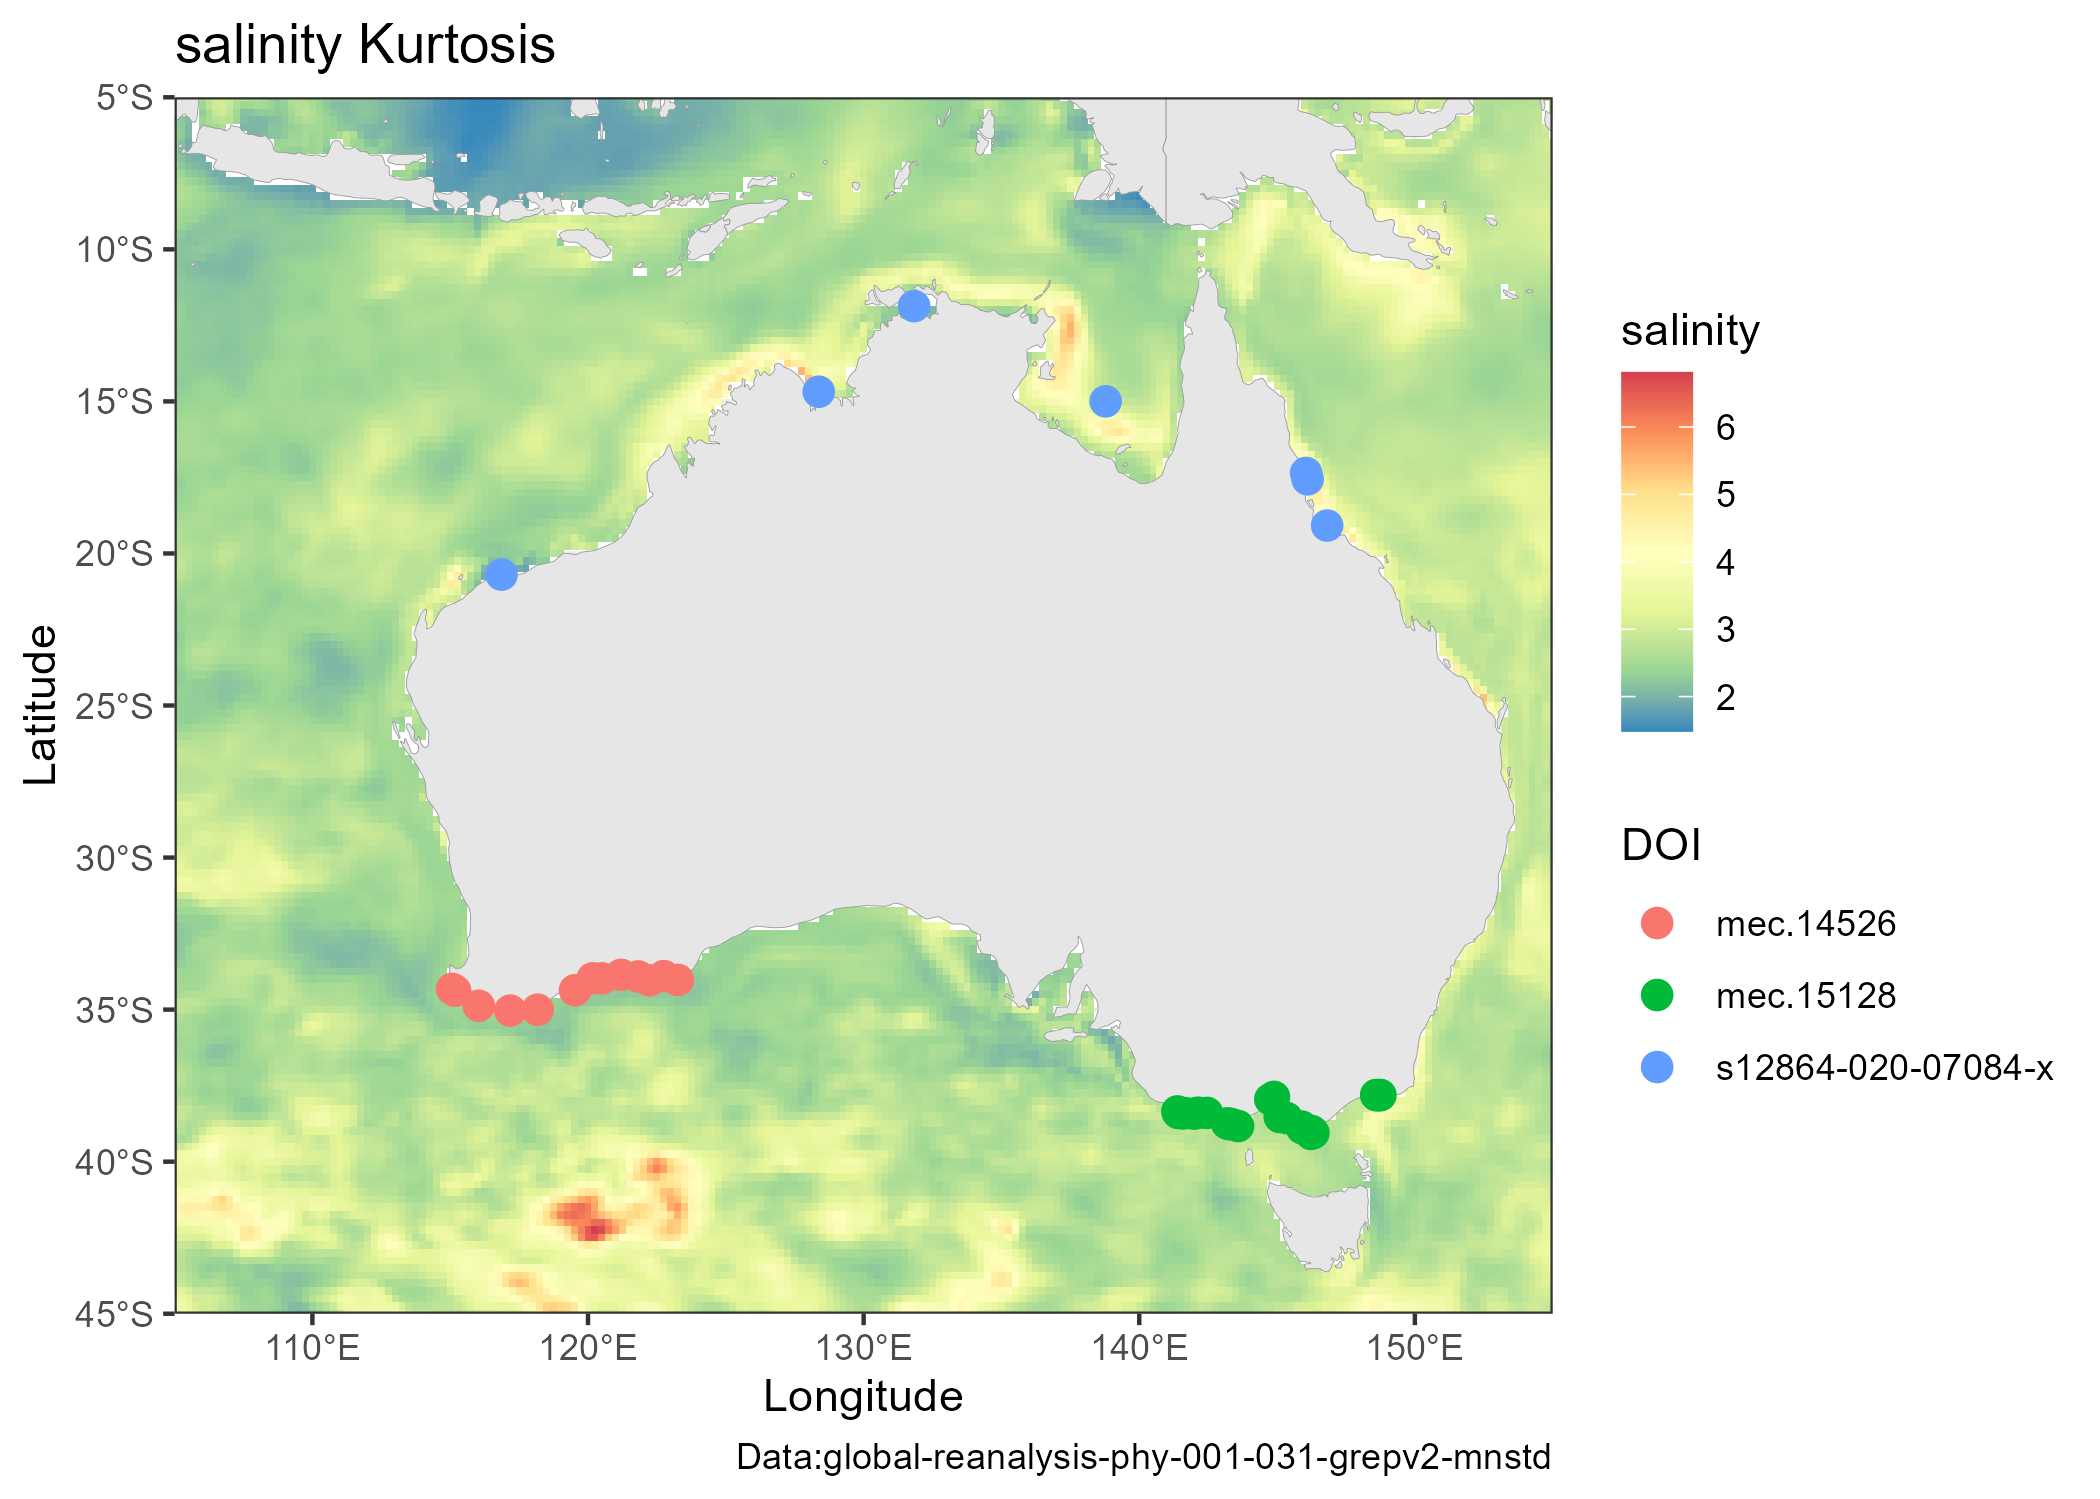 salinity Kurtosis
5°S
10°S
15°S
20°S
25°S
30°S
35°S
40°S
45°S
Latitude
110°E 120°E 130°E 140°E 150°E
Longitude
Data:global-reanalysis-phy-001-031-grepv2-mnstd
salinity
6
5
4
3
2
DOI
mec.14526
mec.15128
s12864-020-07084-x